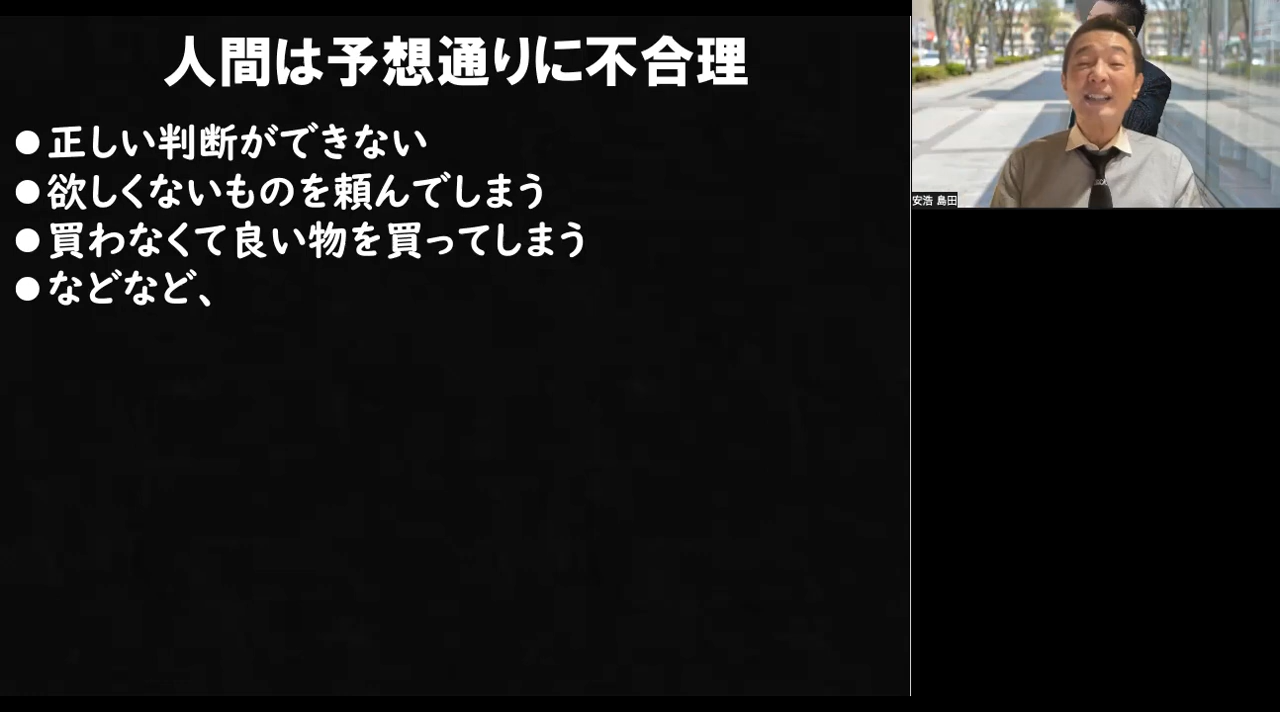 人間は予想通りに不合理
●正しい判断ができない
●欲しくないものを頼んでしまう
●買わなくて良い物を買ってしまう
●などなど、
安浩 島田